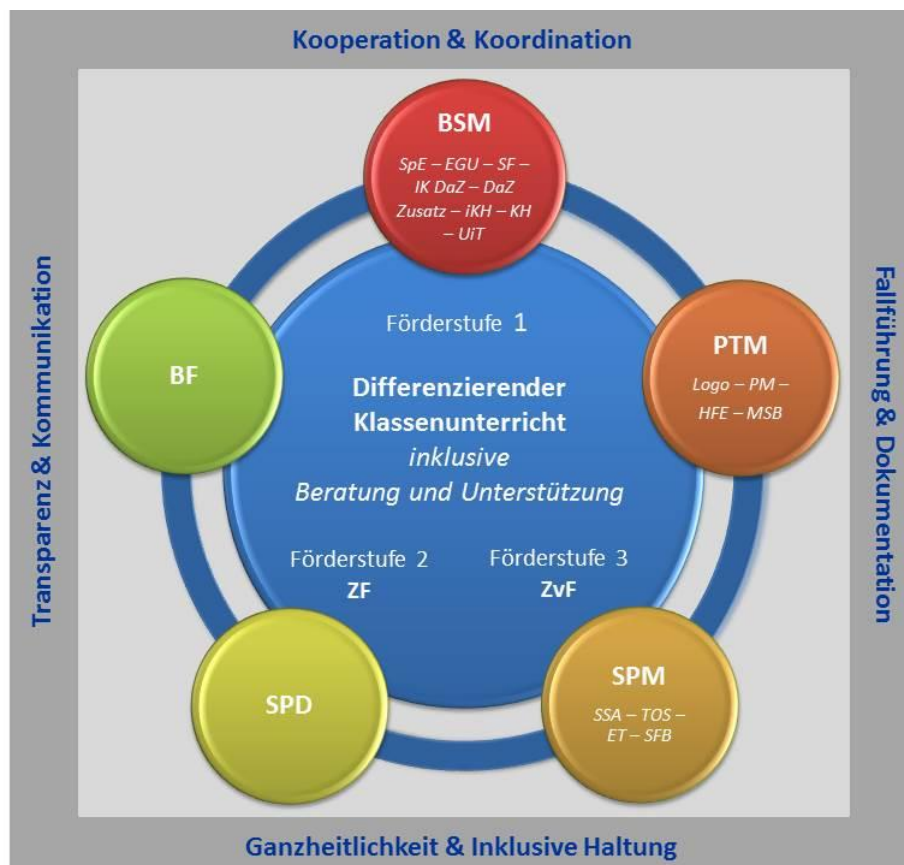 Kooperation & Koordination
BSM
SpE – EGU – SF –
IK DaZ – DaZ
Zusatz – iKH – KH
– UiT
Transparenz & Kommunikation
BF
Förderstufe 1
Differenzierender
Klassenunterricht
inklusive
Beratung und Unterstützung
Förderstufe 2
ZF
Förderstufe 3
ZvF
PTM
Logo – PM –
HFE – MSB
Fallführung & Dokumentation
SPD
SPM
SSA – TOS –
ET – SFB
Ganzheitlichkeit & Inklusive Haltung